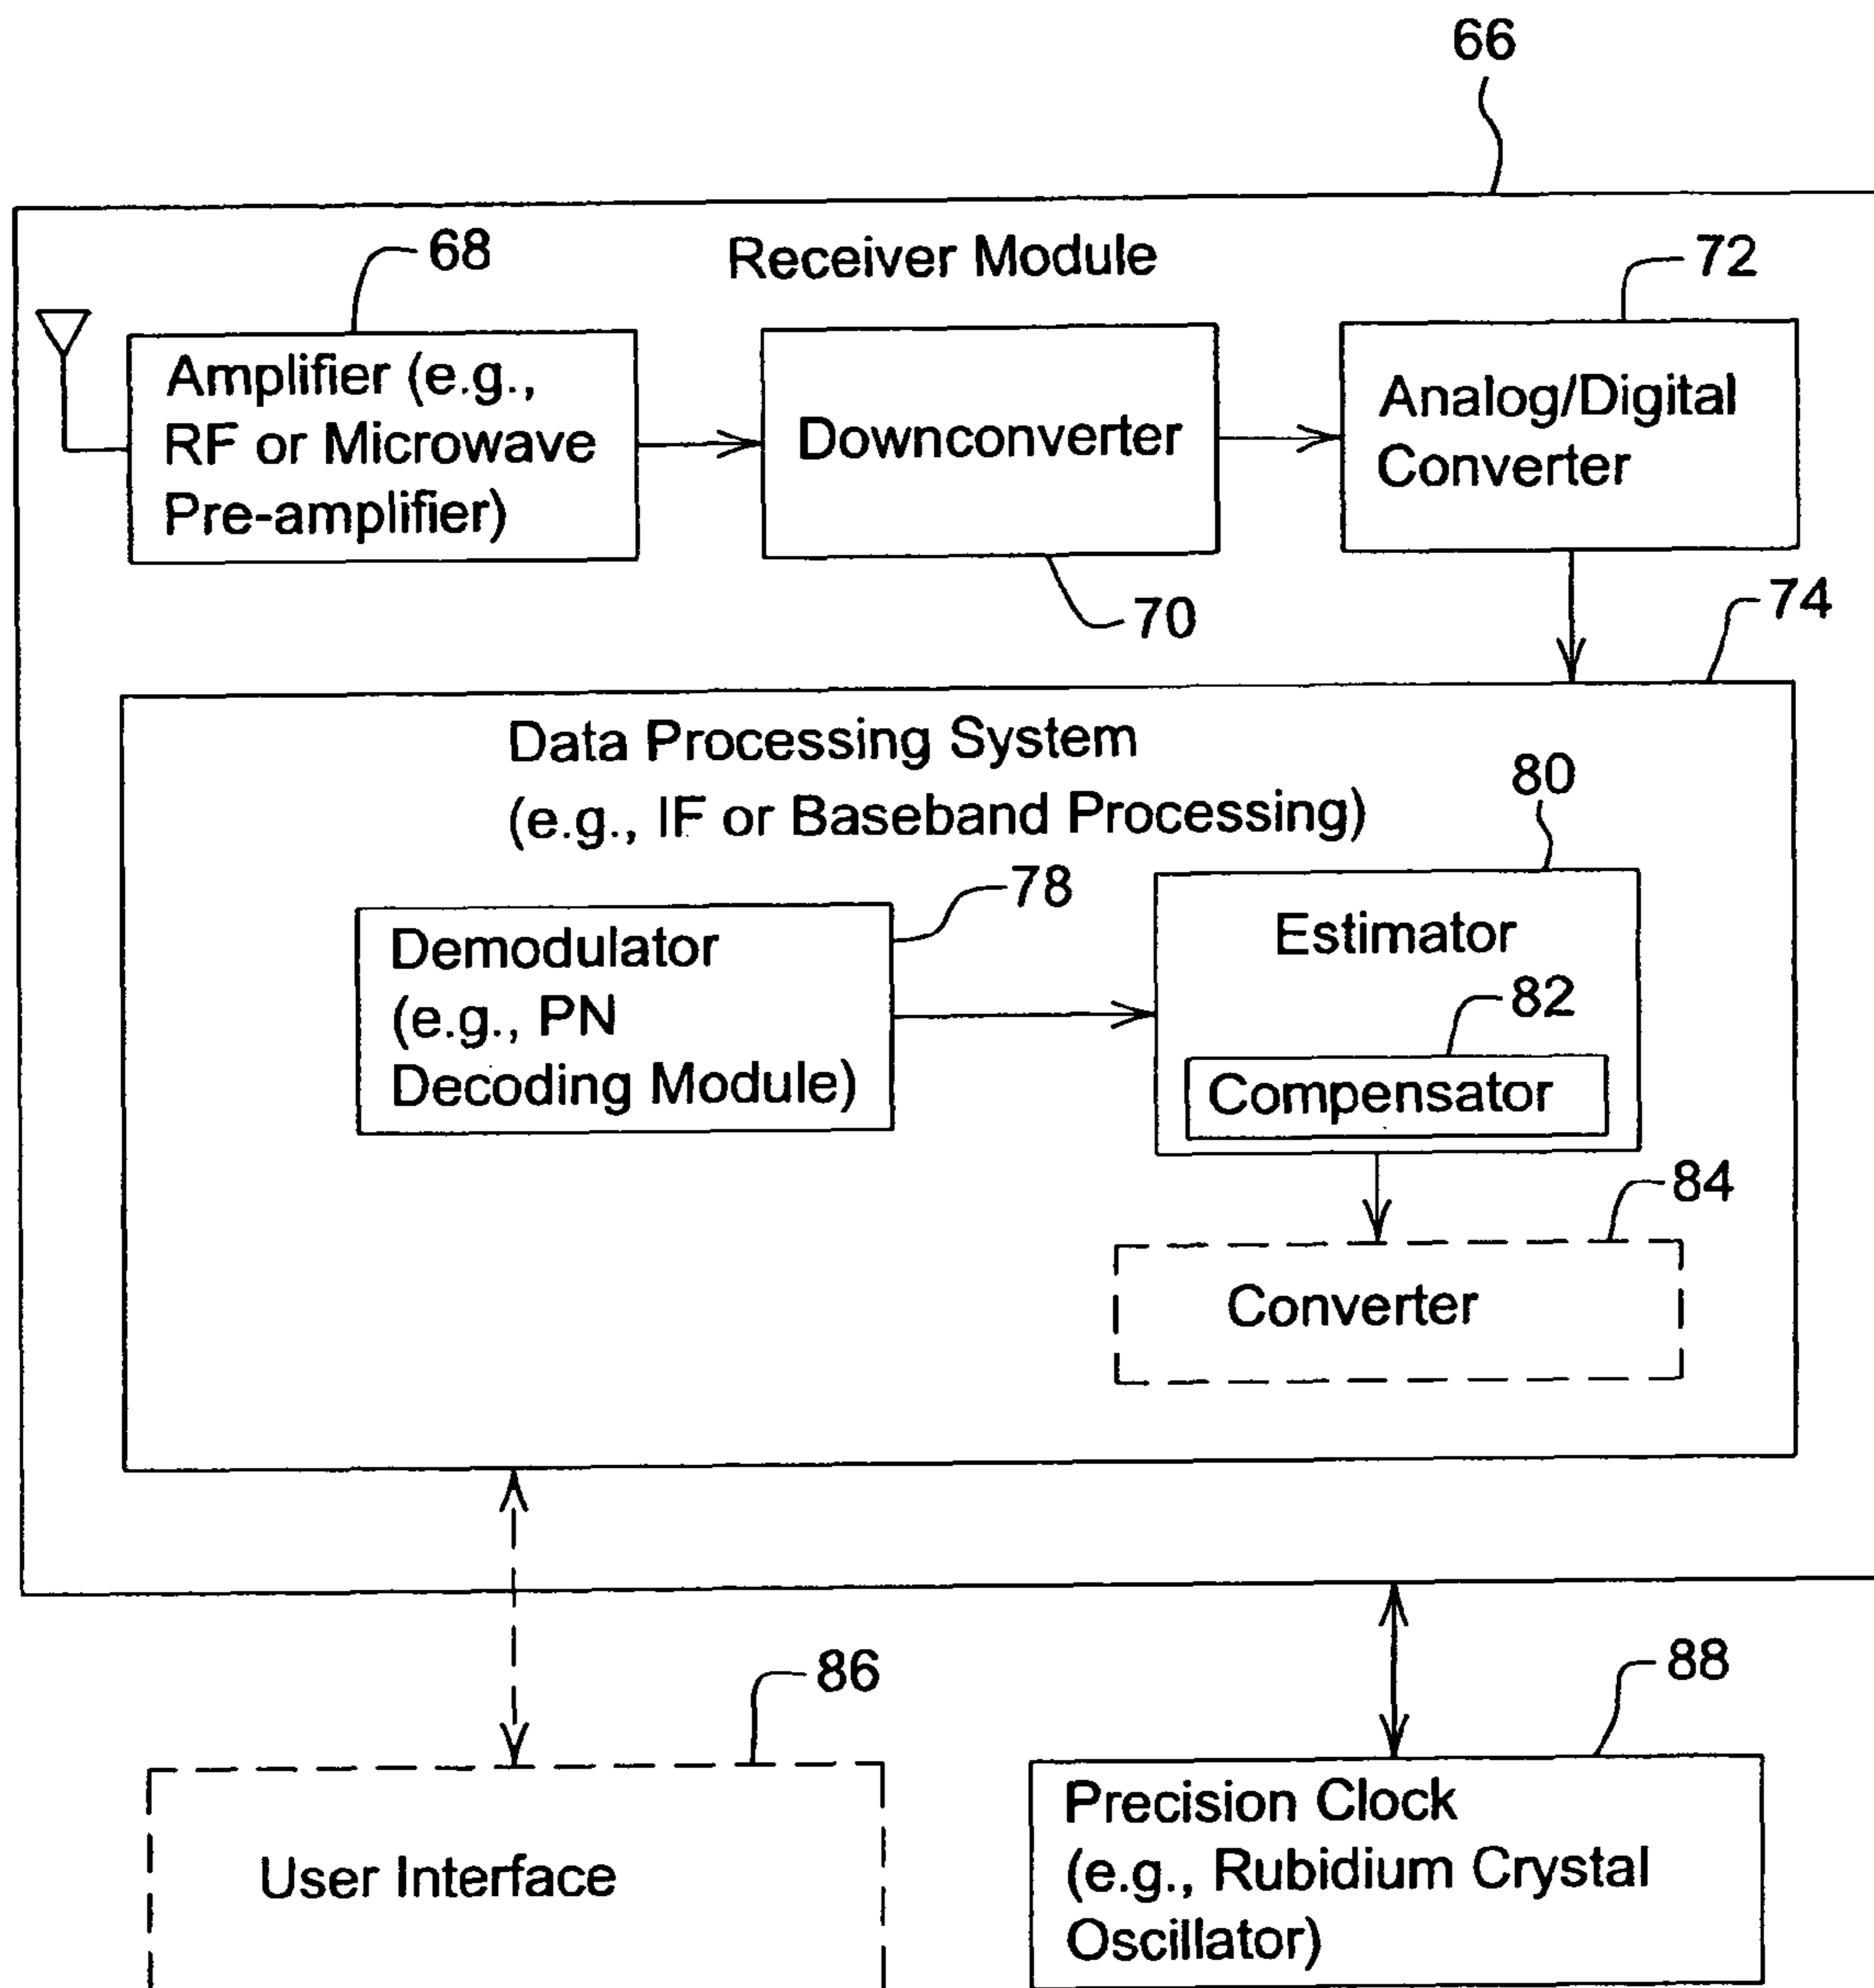 66
Receiver Module
68
72
Amplifier (e.g.,
RF or Microwave
Pre-amplifier)
Downconverter
Analog/Digital
Converter
70
74
Data Processing System
(e.g., IF or Baseband Processing)
80
78
Demodulator
(e.g., PN
Decoding Module)
Estimator
82
Compensator
84
Converter
86
88
User Interface
Precision Clock
(e.g., Rubidium Crystal
Oscillator)